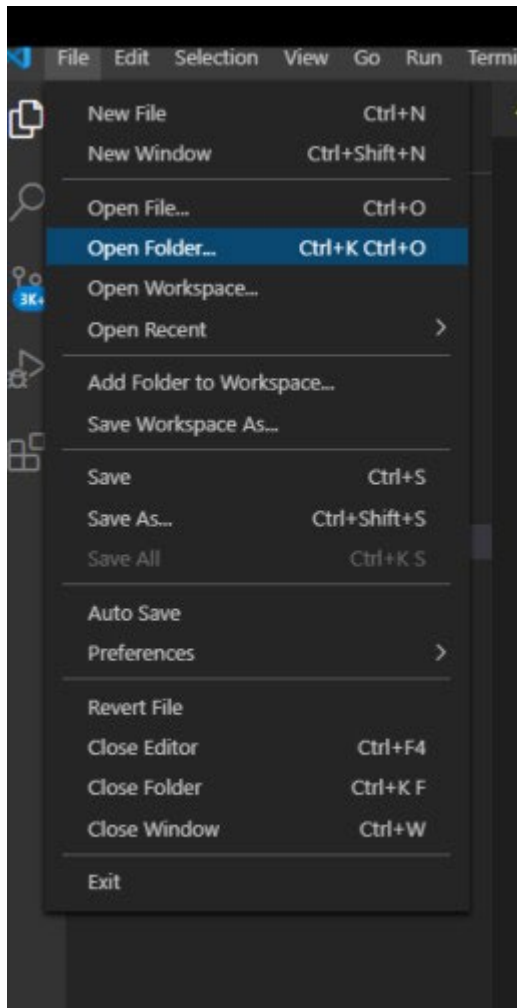 File Edit Selection View Go Run Termi
New File Ctrl+N
New Window Ctrl+Shift+N
Open File... Ctrl+O
Open Folder... Ctrl+K Ctrl+O
3K+
Open Workspace...
Open Recent
Add Folder to Workspace...
Save Workspace As...
Save Ctrl+S
Save As... Ctrl+Shift+S
Save All Ctrl+K S
Auto Save
Preferences
Revert File
Close Editor Ctrl+F4
Close Folder Ctrl+K F
Close Window Ctrl+W
Exit